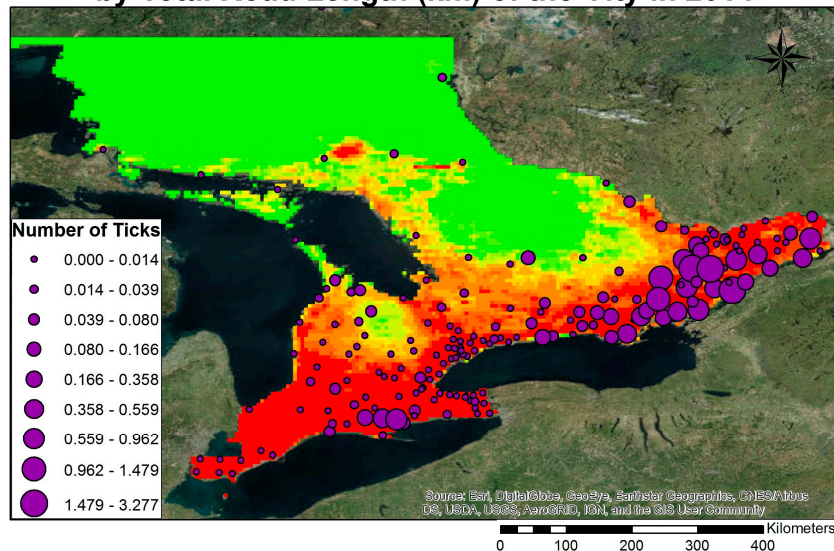 Number of Ticks
0.000 - 0.014
0.014 - 0.039
0.039 - 0.080
0.080 - 0.166
0.166 - 0.358
0.358 - 0.559
0.559 - 0.962
0.962 - 1.479
1.479 - 3.277
N
W
E
S
Source: Esri, DigitalGlobe, GeoEye, Earthstar Geographics, CNES/Airbus
DS, USDA, USGS, AeroGRID, IGN, and the GIS User Community
Kilometers
0 100 200 300 400